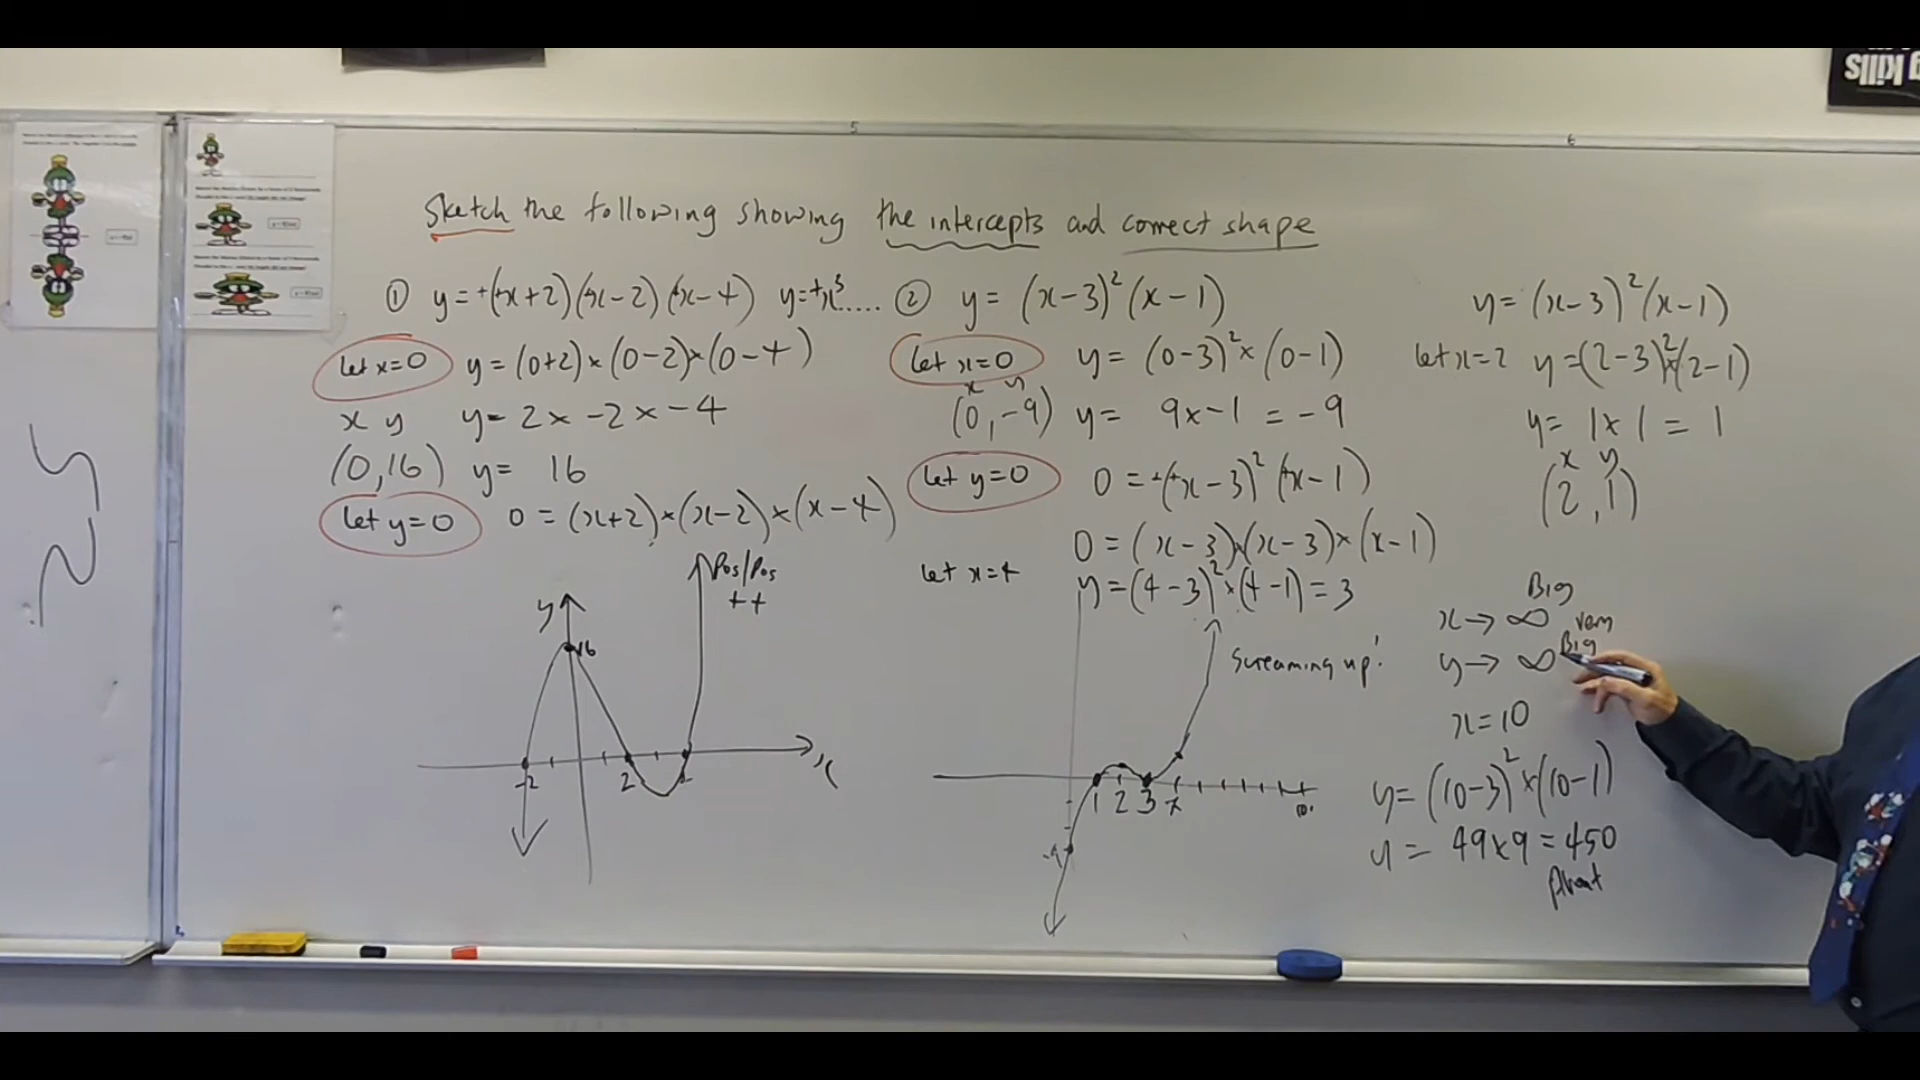 g kills
5
6
Sketch the following showing the intercepts and correct shape
① y = +(+x+2)(+x-2)(+x-4) y=+x³.....
let x=0 y = (0+2)×(0-2)×(0-4)
x y y= 2×-2×-4
(0,16) y= 16
let y=0 0 = (x+2)×(x-2)×(x-4)
Pos/Pos
++
y
16
-2 2
x
② y = (x-3)²(x-1)
let x=0 y = (0-3)²×(0-1)
x y
(0,-9) y= 9×-1 = -9
let y=0 0 = +(+x-3)²(+x-1)
0 = (x-3)×(x-3)×(x-1)
let x=4 y=(4-3)²×(4-1)=3
Screaming up!
1 2 3 4 10
-9
y = (x-3)²(x-1)
let x=2 y=(2-3)²×(2-1)
y= 1×1 = 1
x y
(2,1)
Big
x→∞ very
Big
y→∞
x=10
y=(10-3)²×(10-1)
y= 49×9=450
About